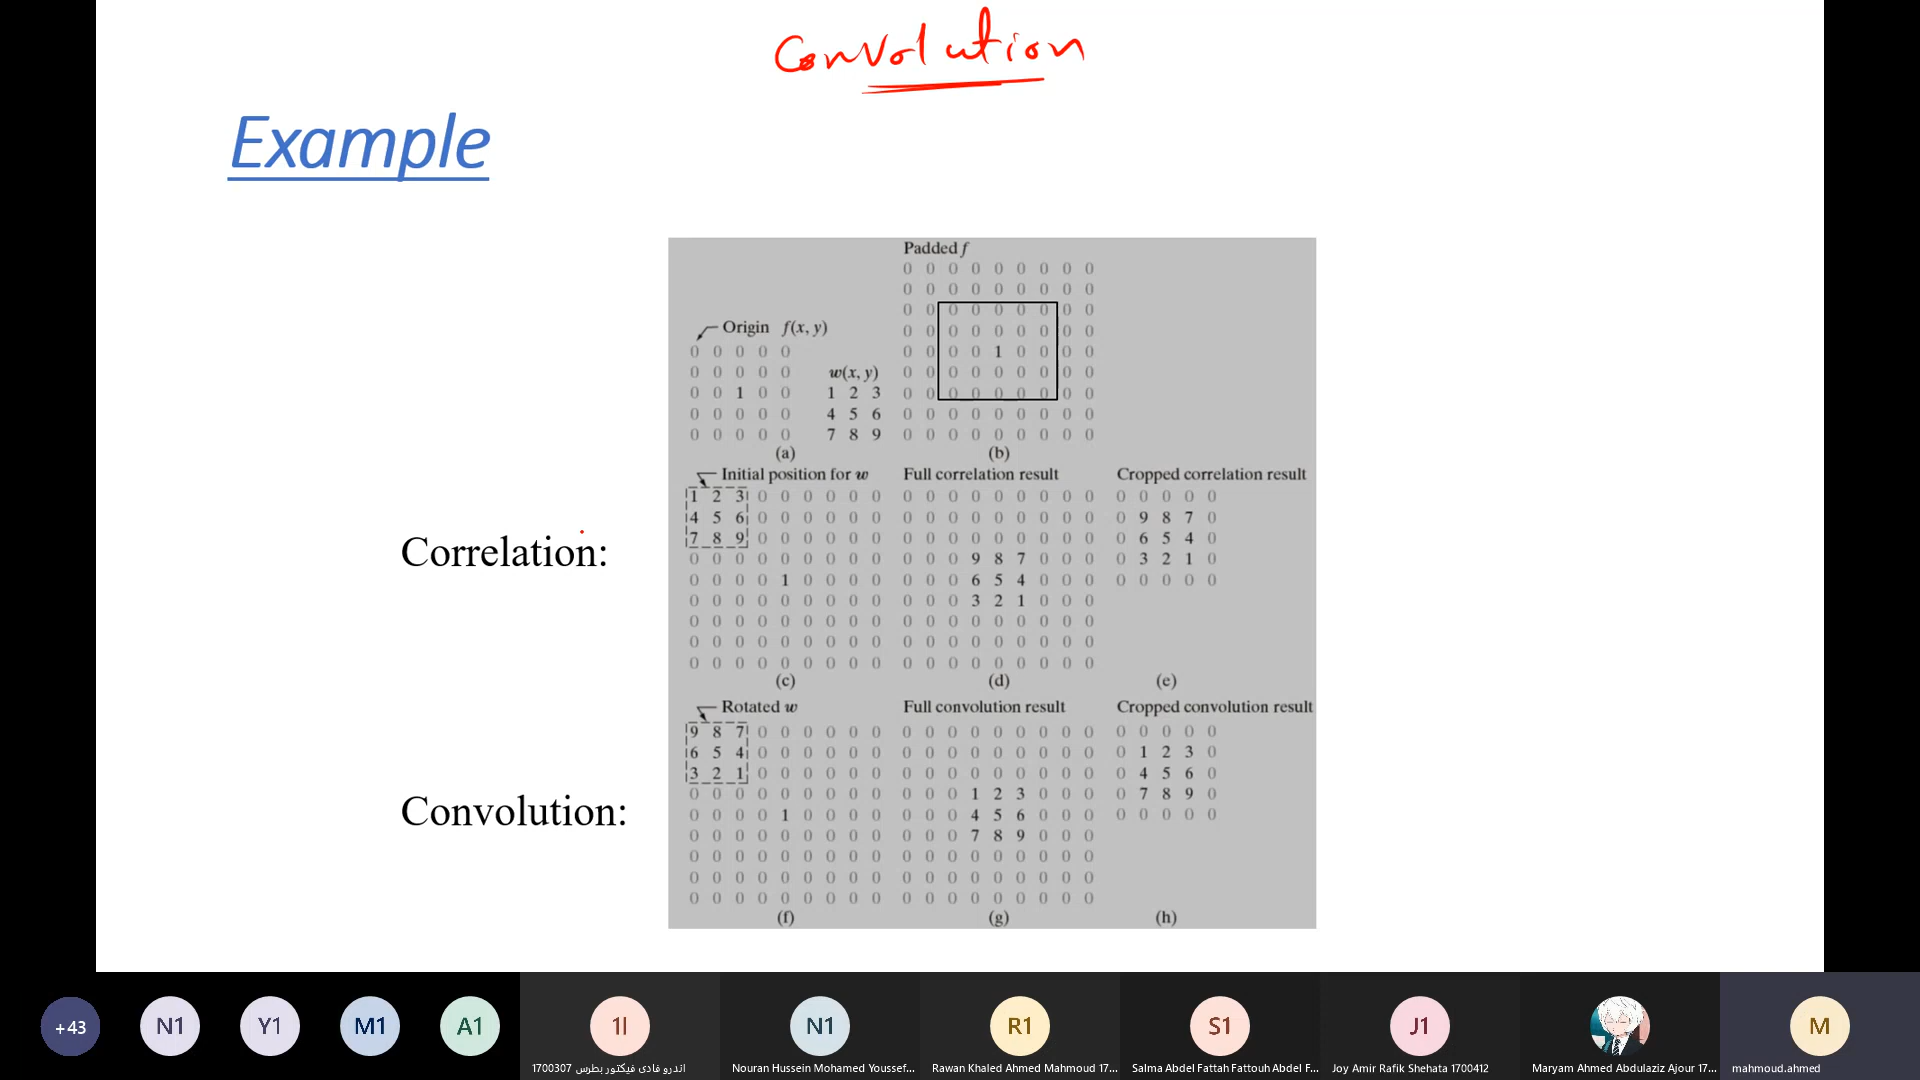 Convolution
Example
Padded f
0 0 0 0 0 0 0 0 0
0 0 0 0 0 0 0 0 0
0 0 0 0 0 0 0 0 0
0 0 0 0 0 0 0 0 0
0 0 0 0 1 0 0 0 0
0 0 0 0 0 0 0 0 0
0 0 0 0 0 0 0 0 0
0 0 0 0 0 0 0 0 0
0 0 0 0 0 0 0 0 0
(b)
Origin f(x, y)
0 0 0 0 0
0 0 0 0 0
0 0 1 0 0
0 0 0 0 0
0 0 0 0 0
w(x, y)
1 2 3
4 5 6
7 8 9
(a)
Correlation:
Initial position for w
1 2 3 0 0 0 0 0 0
4 5 6 0 0 0 0 0 0
7 8 9 0 0 0 0 0 0
0 0 0 0 0 0 0 0 0
0 0 0 0 1 0 0 0 0
0 0 0 0 0 0 0 0 0
0 0 0 0 0 0 0 0 0
0 0 0 0 0 0 0 0 0
0 0 0 0 0 0 0 0 0
(c)
Full correlation result
0 0 0 0 0 0 0 0 0
0 0 0 0 0 0 0 0 0
0 0 0 0 0 0 0 0 0
0 0 0 9 8 7 0 0 0
0 0 0 6 5 4 0 0 0
0 0 0 3 2 1 0 0 0
0 0 0 0 0 0 0 0 0
0 0 0 0 0 0 0 0 0
0 0 0 0 0 0 0 0 0
(d)
Cropped correlation result
0 0 0 0 0
0 9 8 7 0
0 6 5 4 0
0 3 2 1 0
0 0 0 0 0
(e)
Convolution:
Rotated w
9 8 7 0 0 0 0 0 0
6 5 4 0 0 0 0 0 0
3 2 1 0 0 0 0 0 0
0 0 0 0 0 0 0 0 0
0 0 0 0 1 0 0 0 0
0 0 0 0 0 0 0 0 0
0 0 0 0 0 0 0 0 0
0 0 0 0 0 0 0 0 0
0 0 0 0 0 0 0 0 0
(f)
Full convolution result
0 0 0 0 0 0 0 0 0
0 0 0 0 0 0 0 0 0
0 0 0 0 0 0 0 0 0
0 0 0 1 2 3 0 0 0
0 0 0 4 5 6 0 0 0
0 0 0 7 8 9 0 0 0
0 0 0 0 0 0 0 0 0
0 0 0 0 0 0 0 0 0
0 0 0 0 0 0 0 0 0
(g)
Cropped convolution result
0 0 0 0 0
0 1 2 3 0
0 4 5 6 0
0 7 8 9 0
0 0 0 0 0
(h)
+43 N1 Y1 M1 A1 1ا N1 R1 S1 J1 M
اندرو فادى فيكتور بطرس 1700307
Nouran Hussein Mohamed Youssef...
Rawan Khaled Ahmed Mahmoud 17...
Salma Abdel Fattah Fattouh Abdel F...
Joy Amir Rafik Shehata 1700412
Maryam Ahmed Abdulaziz Ajour 17...
mahmoud.ahmed